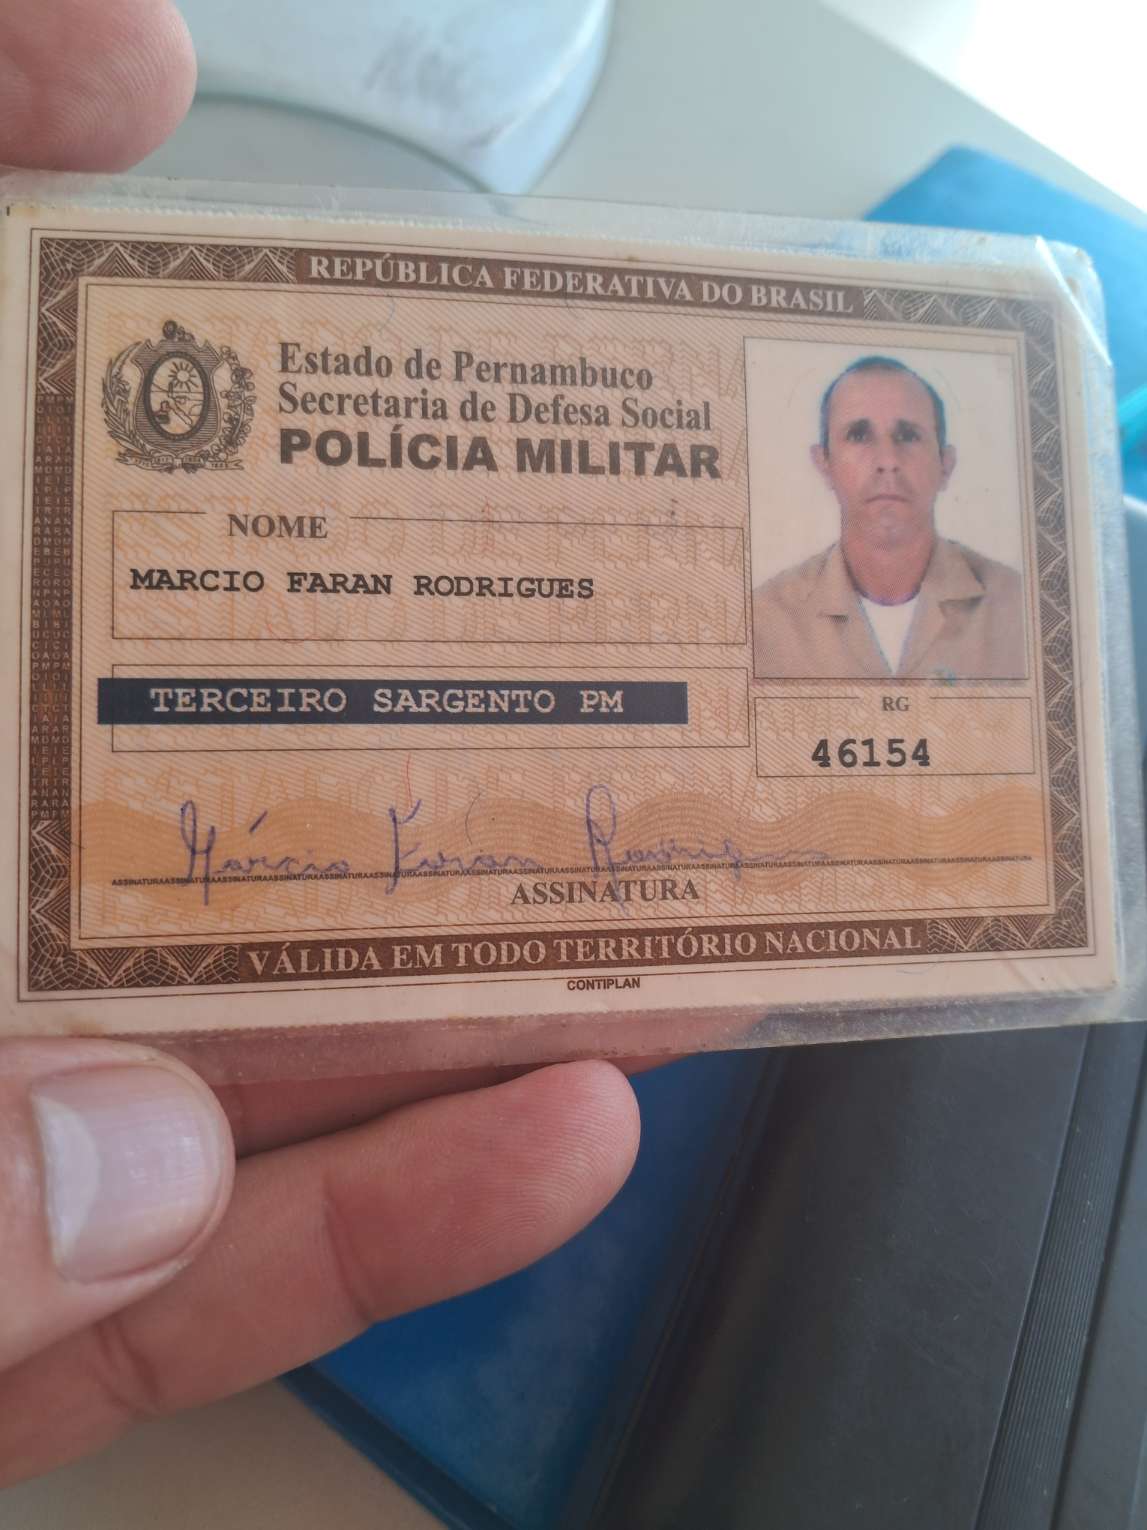 REPÚBLICA FEDERATIVA DO BRASIL
Estado de Pernambuco
Secretaria de Defesa Social
POLÍCIA MILITAR
NOME
MARCIO FARAN RODRIGUES
TERCEIRO SARGENTO PM
RG
46154
Márcio Faran Rodrigues
ASSINATURAASSINATURAASSINATURAASSINATURAASSINATURAASSINATURAASSINATURAASSINATURAASSINATURAASSINATURAASSINATURAASSINATURA
ASSINATURA
VÁLIDA EM TODO TERRITÓRIO NACIONAL
CONTIPLAN